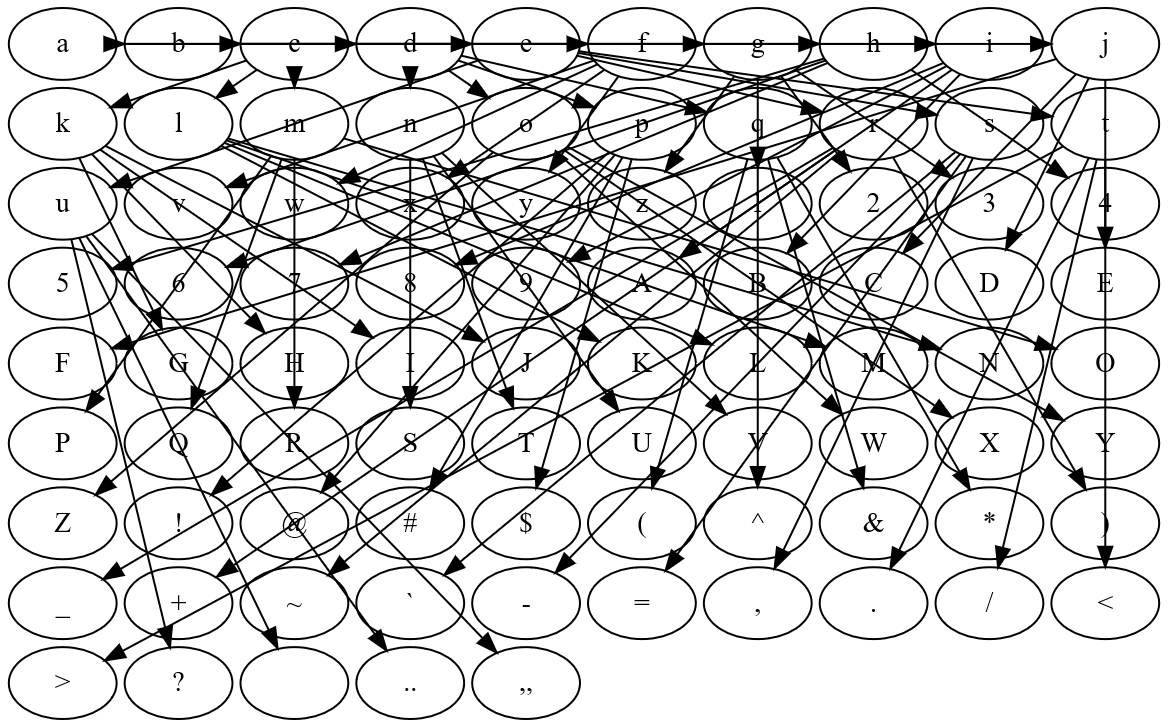 a b c d e f g h i j
k l m n o p q r s t
u v w x y z 1 2 3 4
5 6 7 8 9 A B C D E
F G H I J K L M N O
P Q R S T U V W X Y
Z ! @ # $ ( ^ & * )
_ + ~ ` - = , . / <
> ? .. ,,